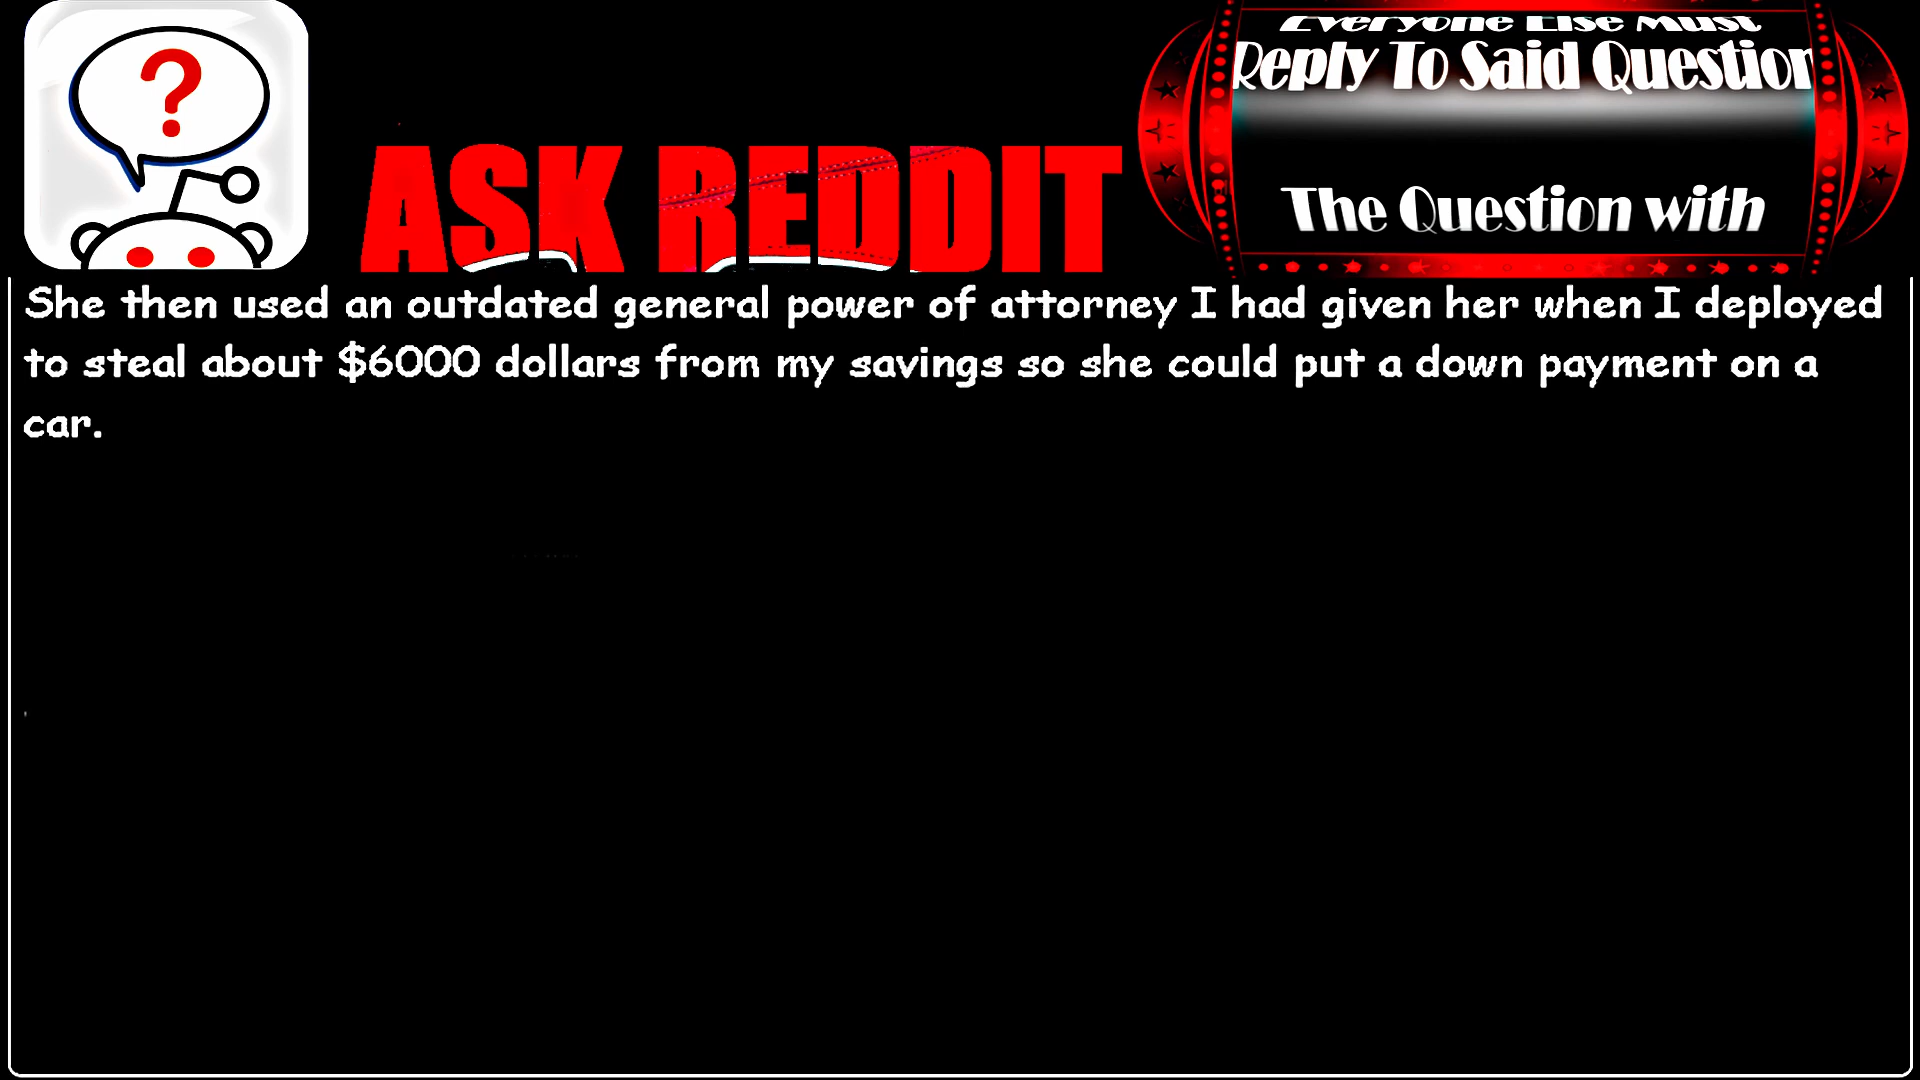 ?
Everyone Else Must
Reply To Said Question
The Question with
ASK REDDIT
She then used an outdated general power of attorney I had given her when I deployed
to steal about $6000 dollars from my savings so she could put a down payment on a
car.